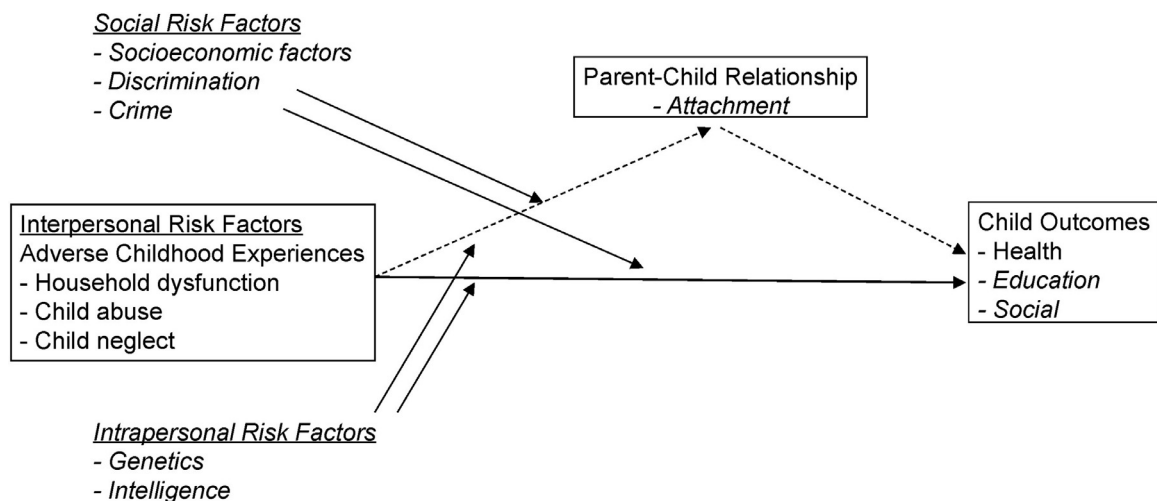 Social Risk Factors
- Socioeconomic factors
- Discrimination
- Crime
Parent-Child Relationship
- Attachment
Interpersonal Risk Factors
Adverse Childhood Experiences
- Household dysfunction
- Child abuse
- Child neglect
Child Outcomes
- Health
- Education
- Social
Intrapersonal Risk Factors
- Genetics
- Intelligence